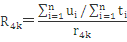 R₄ₖ = (∑ⁿᵢ₌₁ uᵢ / ∑ⁿᵢ₌₁ tᵢ) / r₄ₖ